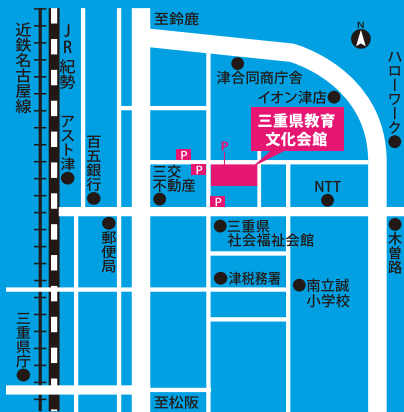 至鈴鹿
N
近鉄名古屋線
JR紀勢
津合同商庁舎
イオン津店
ハローワーク
三重県教育
文化会館
アスト津
百五銀行
P
P
P
P
三交
不動産
NTT
郵便局
三重県
社会福祉会館
木曽路
津税務署
南立誠
小学校
三重県庁
至松阪